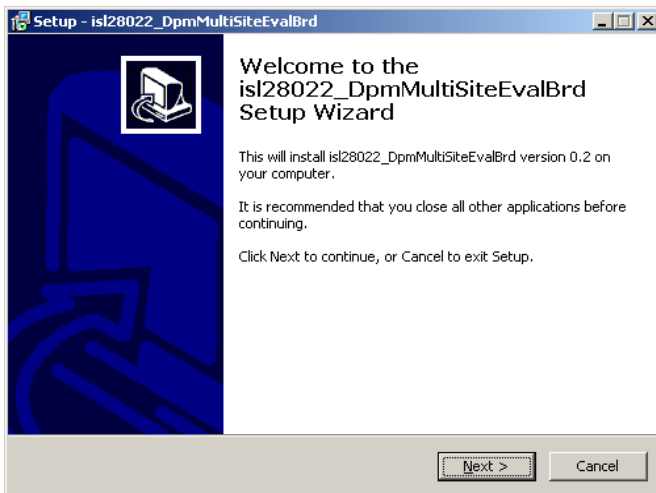 Setup - isl28022_DpmMultiSiteEvalBrd
Welcome to the
isl28022_DpmMultiSiteEvalBrd
Setup Wizard
This will install isl28022_DpmMultiSiteEvalBrd version 0.2 on
your computer.
It is recommended that you close all other applications before
continuing.
Click Next to continue, or Cancel to exit Setup.
Next >
Cancel